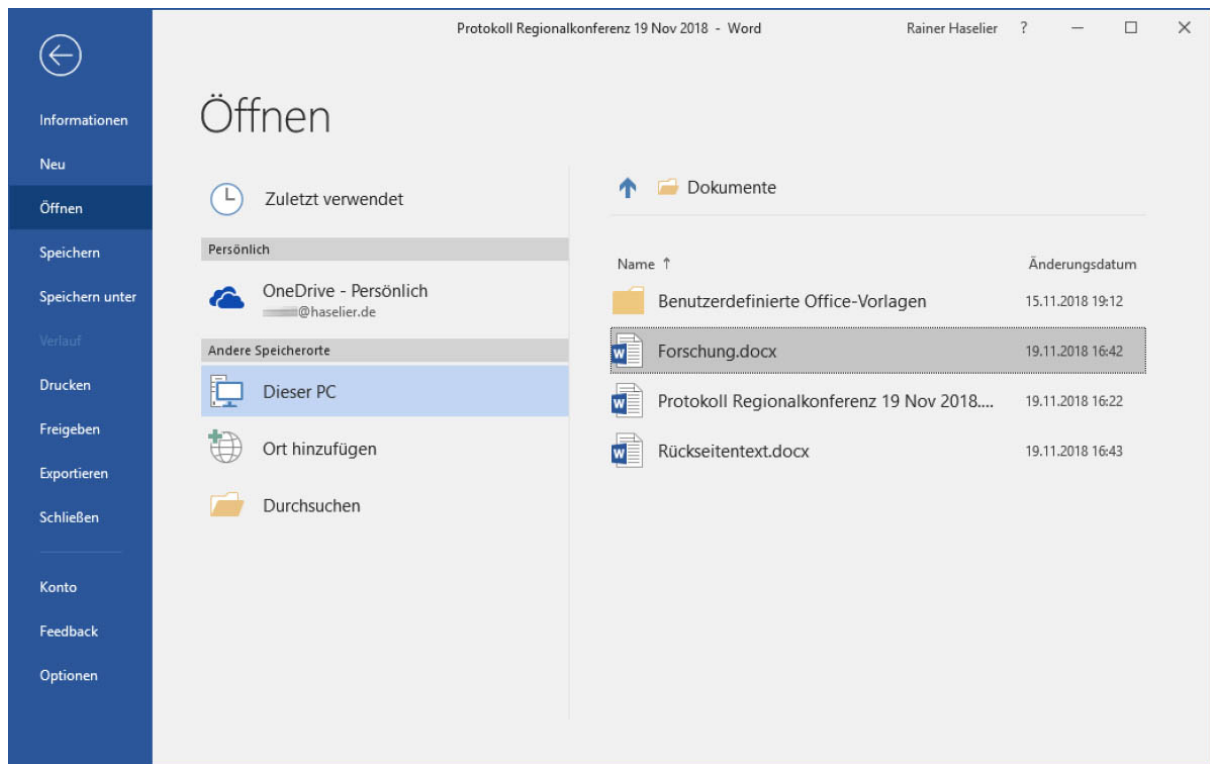 Protokoll Regionalkonferenz 19 Nov 2018 - Word
Rainer Haselier
?
Informationen
Neu
Öffnen
Speichern
Speichern unter
Verlauf
Drucken
Freigeben
Exportieren
Schließen
Konto
Feedback
Optionen
Öffnen
Zuletzt verwendet
Persönlich
OneDrive - Persönlich
@haselier.de
Andere Speicherorte
Dieser PC
Ort hinzufügen
Durchsuchen
Dokumente
Name ↑ Änderungsdatum
Benutzerdefinierte Office-Vorlagen 15.11.2018 19:12
Forschung.docx 19.11.2018 16:42
Protokoll Regionalkonferenz 19 Nov 2018.... 19.11.2018 16:22
Rückseitentext.docx 19.11.2018 16:43